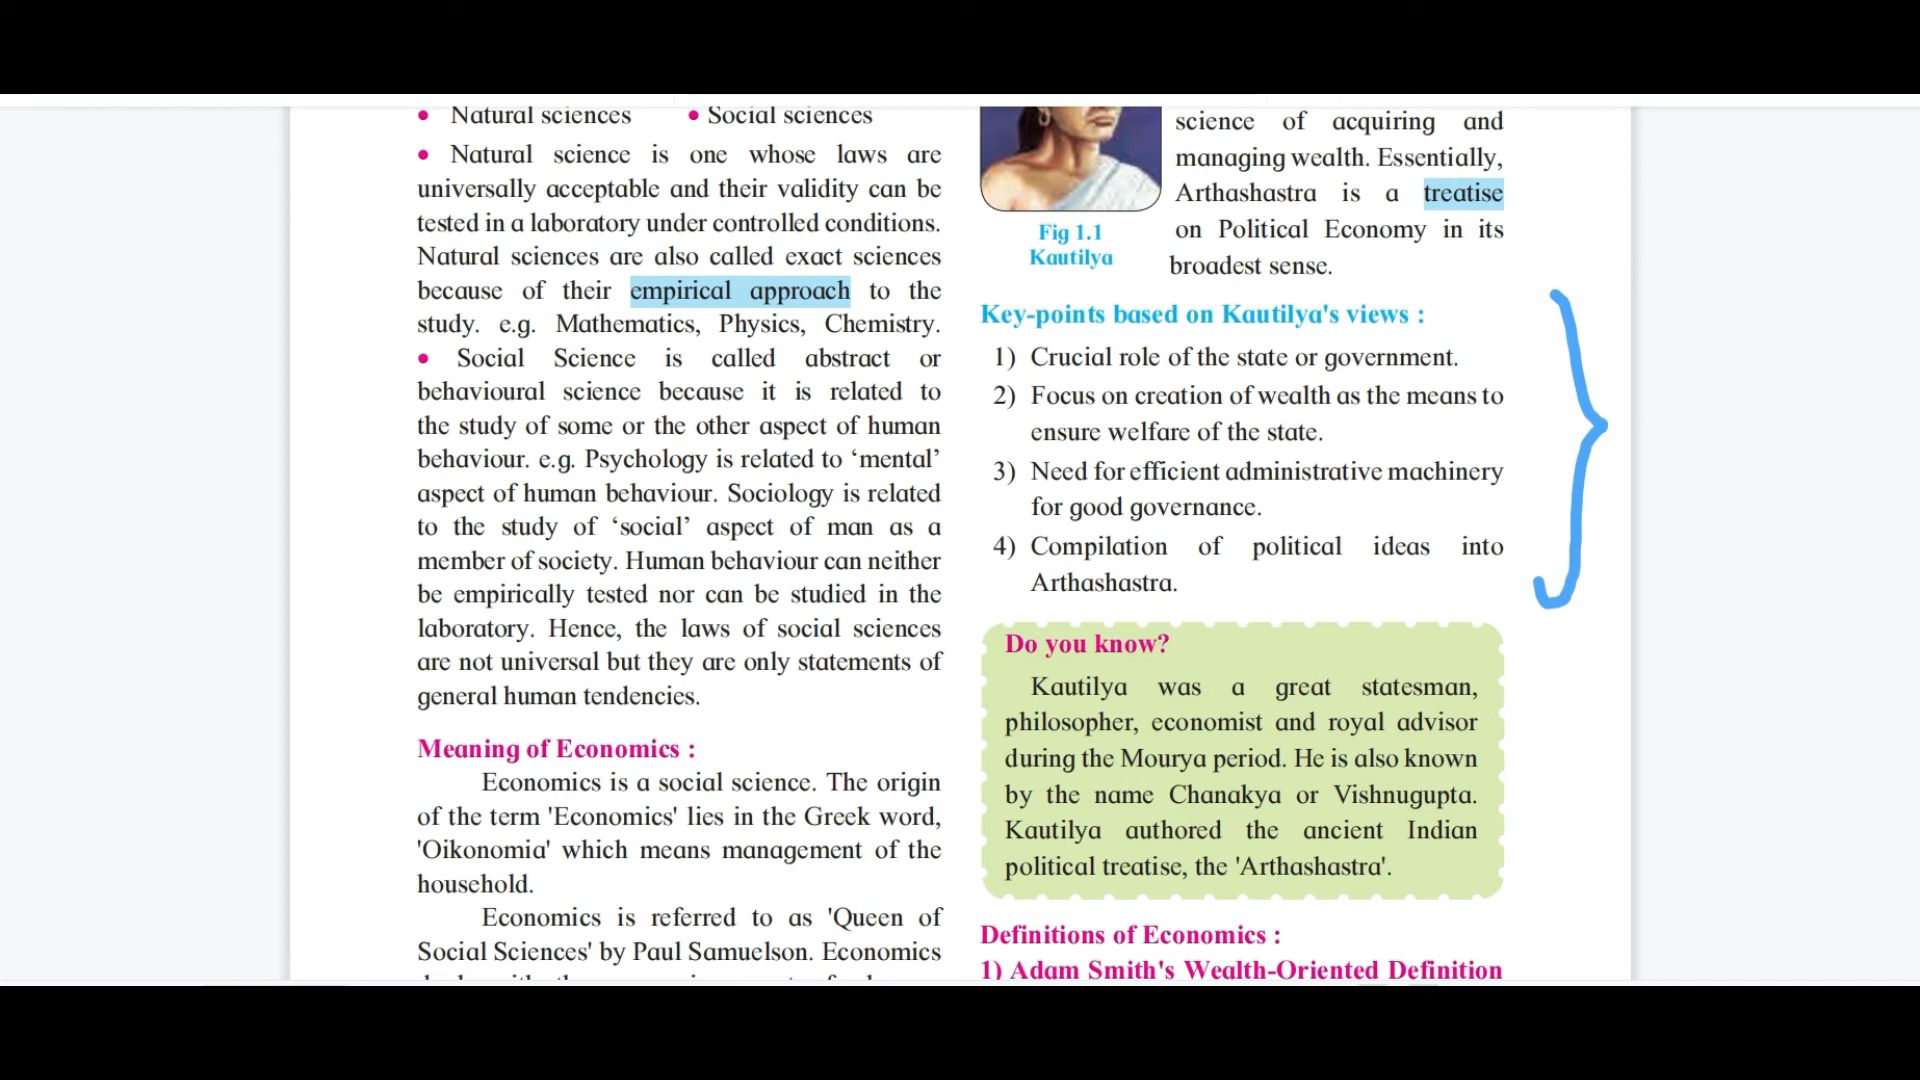 • Natural sciences • Social sciences
• Natural science is one whose laws are
universally acceptable and their validity can be
tested in a laboratory under controlled conditions.
Natural sciences are also called exact sciences
because of their empirical approach to the
study. e.g. Mathematics, Physics, Chemistry.
• Social Science is called abstract or
behavioural science because it is related to
the study of some or the other aspect of human
behaviour. e.g. Psychology is related to ‘mental’
aspect of human behaviour. Sociology is related
to the study of ‘social’ aspect of man as a
member of society. Human behaviour can neither
be empirically tested nor can be studied in the
laboratory. Hence, the laws of social sciences
are not universal but they are only statements of
general human tendencies.
Meaning of Economics :
Economics is a social science. The origin
of the term 'Economics' lies in the Greek word,
'Oikonomia' which means management of the
household.
Economics is referred to as 'Queen of
Social Sciences' by Paul Samuelson. Economics
science of acquiring and
managing wealth. Essentially,
Arthashastra is a treatise
on Political Economy in its
broadest sense.
Fig 1.1
Kautilya
Key-points based on Kautilya's views :
1) Crucial role of the state or government.
2) Focus on creation of wealth as the means to
ensure welfare of the state.
3) Need for efficient administrative machinery
for good governance.
4) Compilation of political ideas into
Arthashastra.
Do you know?
Kautilya was a great statesman,
philosopher, economist and royal advisor
during the Mourya period. He is also known
by the name Chanakya or Vishnugupta.
Kautilya authored the ancient Indian
political treatise, the 'Arthashastra'.
Definitions of Economics :
1) Adam Smith's Wealth-Oriented Definition